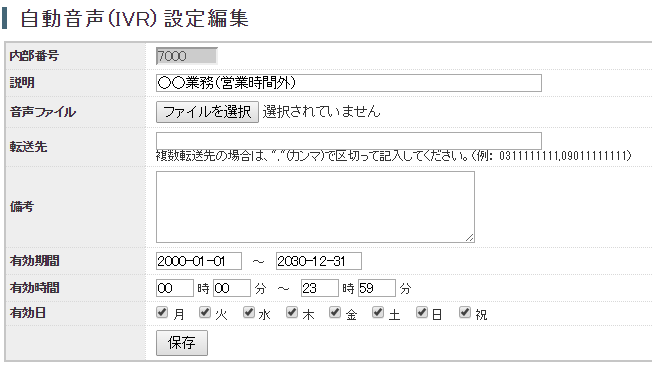 自動音声(IVR) 設定編集
内部番号 7000
説明 〇〇業務(営業時間外)
音声ファイル ファイルを選択 選択されていません
転送先
複数転送先の場合は、","(カンマ)で区切って記入してください。(例: 0311111111,09011111111)
備考
有効期間 2000-01-01 ～ 2030-12-31
有効時間 00 時 00 分 ～ 23 時 59 分
有効日 月 火 水 木 金 土 日 祝
保存